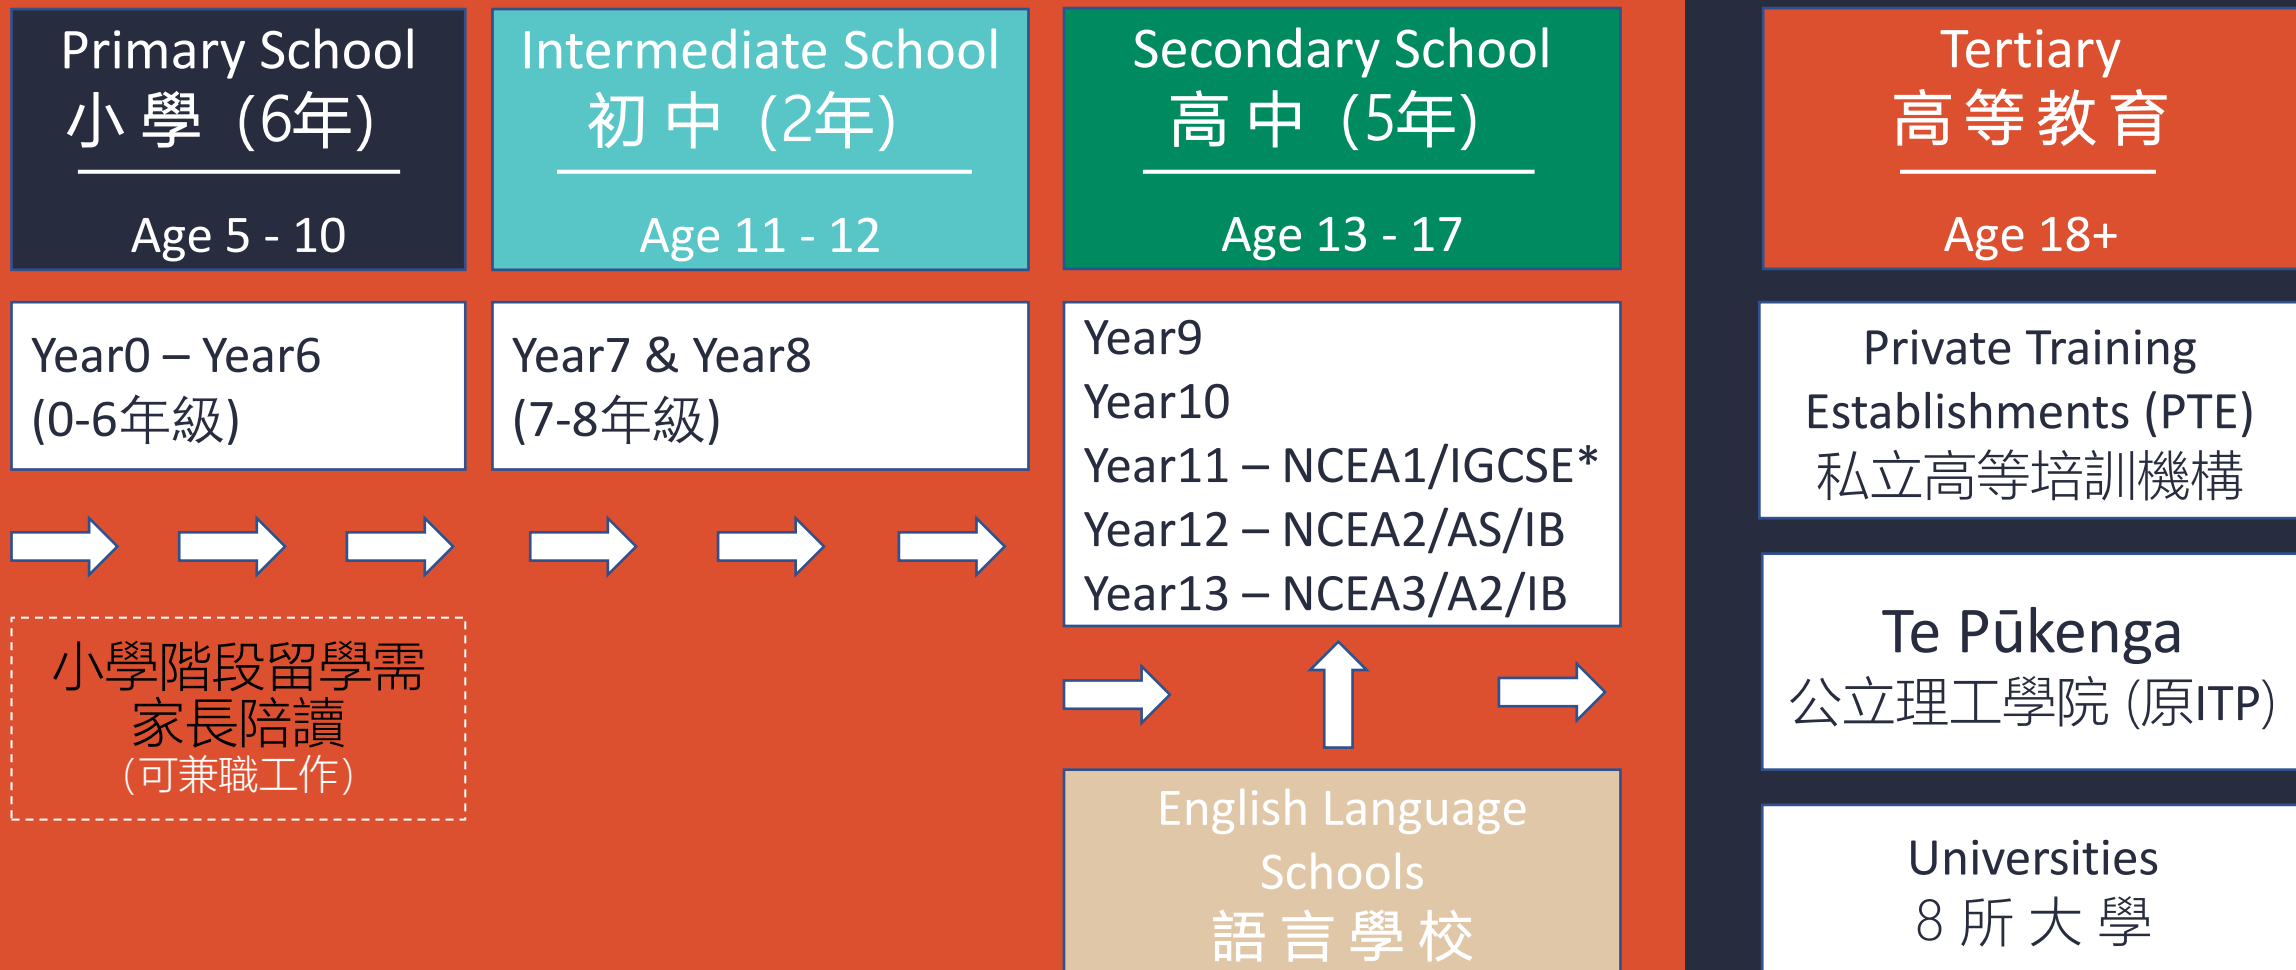 Primary School
小學 (6年)
Age 5 - 10
Year0 – Year6
(0-6年級)
小學階段留學需
家長陪讀
(可兼職工作)
Intermediate School
初中 (2年)
Age 11 - 12
Year7 & Year8
(7-8年級)
Secondary School
高中 (5年)
Age 13 - 17
Year9
Year10
Year11 – NCEA1/IGCSE*
Year12 – NCEA2/AS/IB
Year13 – NCEA3/A2/IB
English Language
Schools
語言學校
Tertiary
高等教育
Age 18+
Private Training
Establishments (PTE)
私立高等培訓機構
Te Pūkenga
公立理工學院 (原ITP)
Universities
8所大學